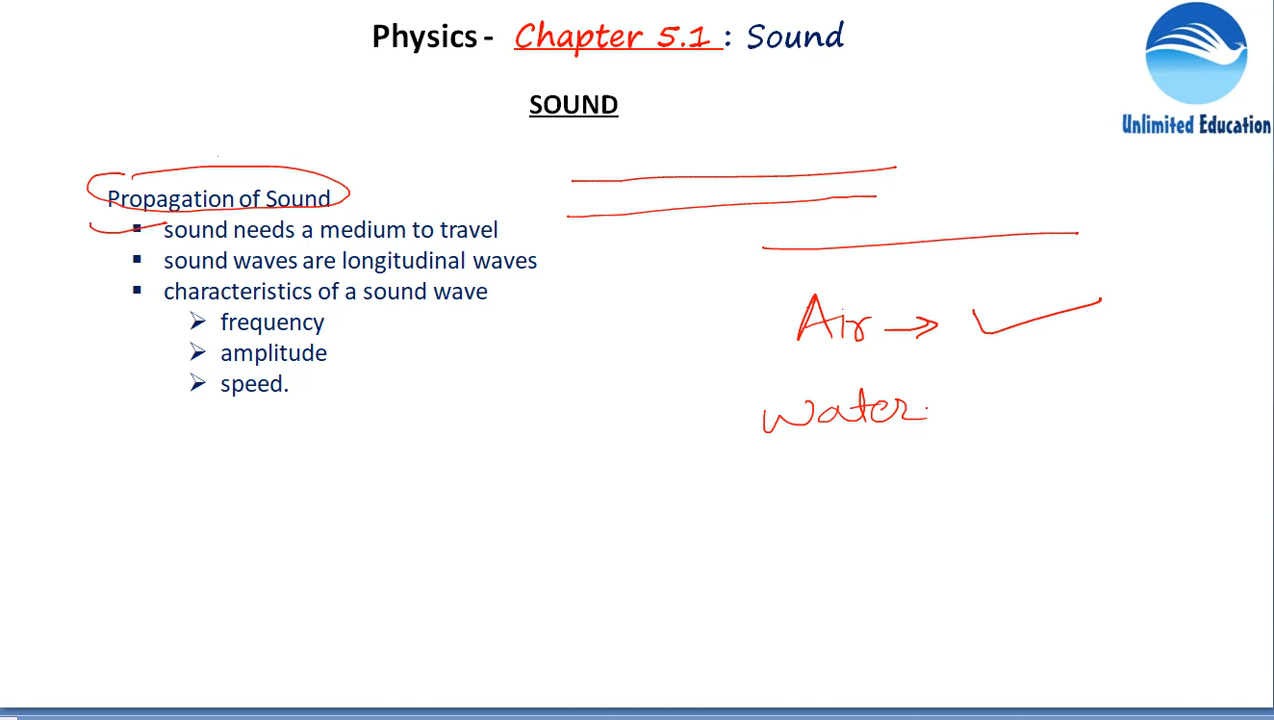 Physics - Chapter 5.1 : Sound
Unlimited Education
SOUND
Propagation of Sound
▪ sound needs a medium to travel
▪ sound waves are longitudinal waves
▪ characteristics of a sound wave
➢ frequency
➢ amplitude
➢ speed.
Air → ✓
water